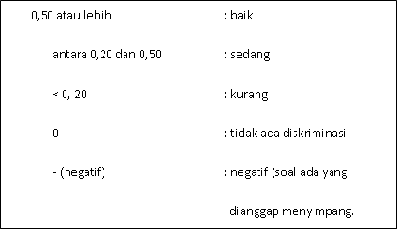 0,50 atau lebih : baik
antara 0,20 dan 0,50 : sedang
< 0, 20 : kurang
0 : tidak ada diskriminasi
- (negatif) : negatif (soal ada yang
dianggap menyimpang.